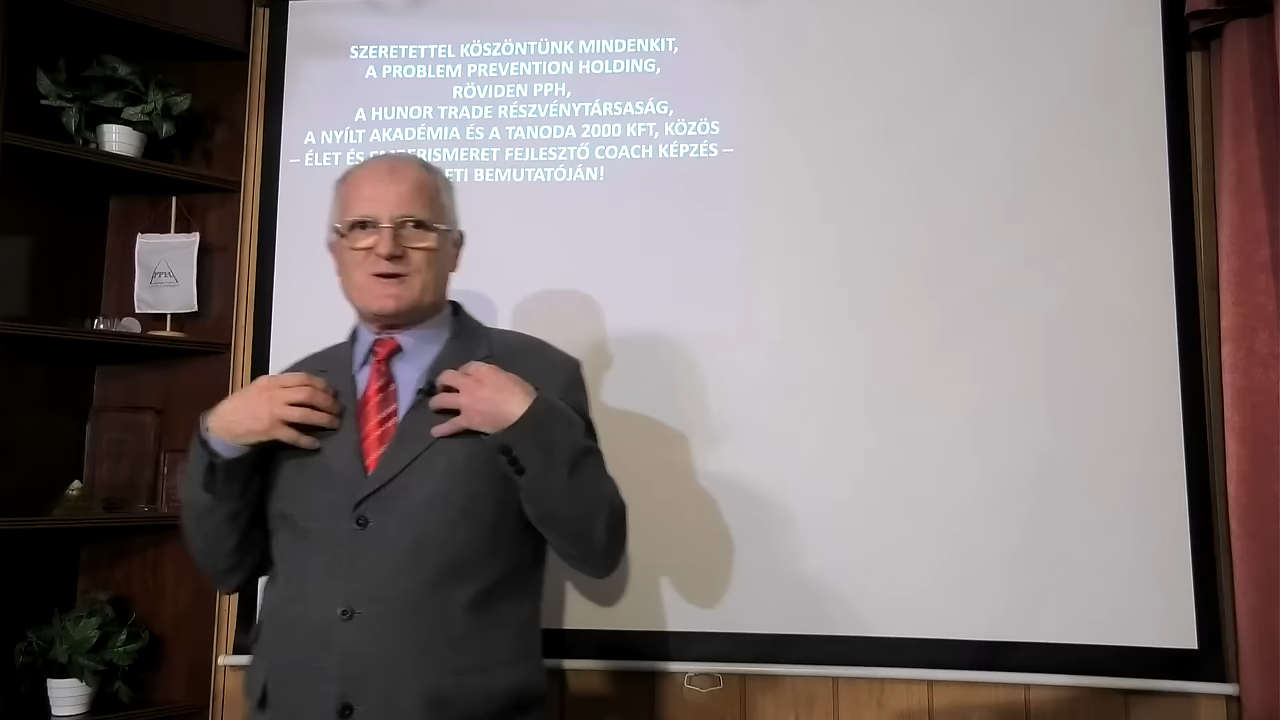 SZERETETTEL KÖSZÖNTÜNK MINDENKIT,
A PROBLEM PREVENTION HOLDING,
RÖVIDEN PPH,
A HUNOR TRADE RÉSZVÉNYTÁRSASÁG,
A NYÍLT AKADÉMIA ÉS A TANODA 2000 KFT, KÖZÖS
– ÉLET ÉS EMBERISMERET FEJLESZTŐ COACH KÉPZÉS –
BEMUTATÓJÁN!